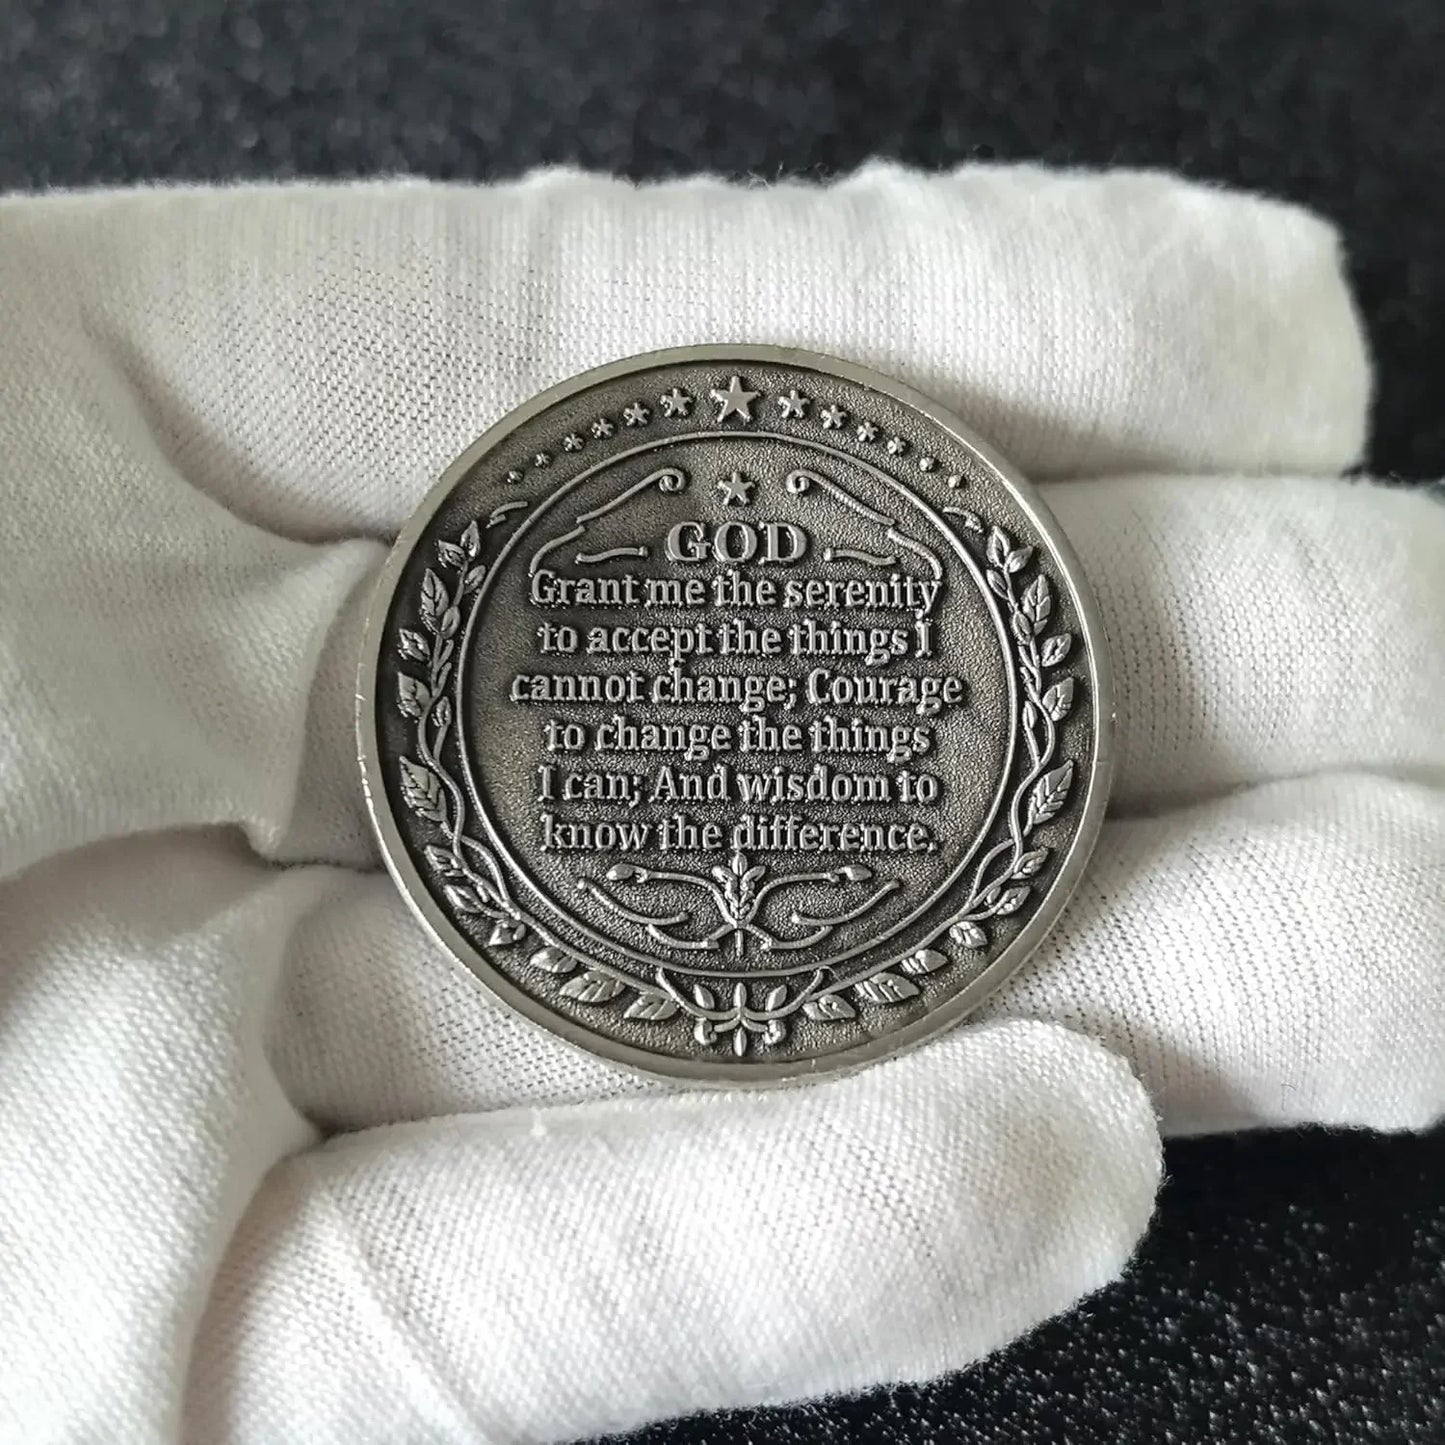 GOD
Grant me the serenity
to accept the things I
cannot change; Courage
to change the things
I can; And wisdom to
know the difference.